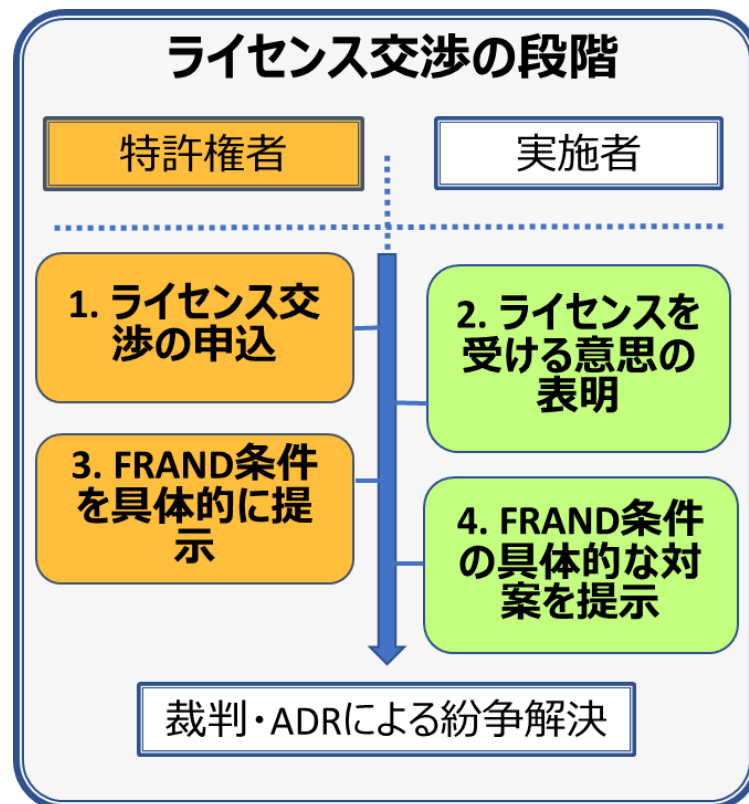 ライセンス交渉の段階
特許権者
実施者
1. ライセンス交
渉の申込
2. ライセンスを
受ける意思の
表明
3. FRAND条件
を具体的に提
示
4. FRAND条件
の具体的な対
案を提示
裁判・ADRによる紛争解決